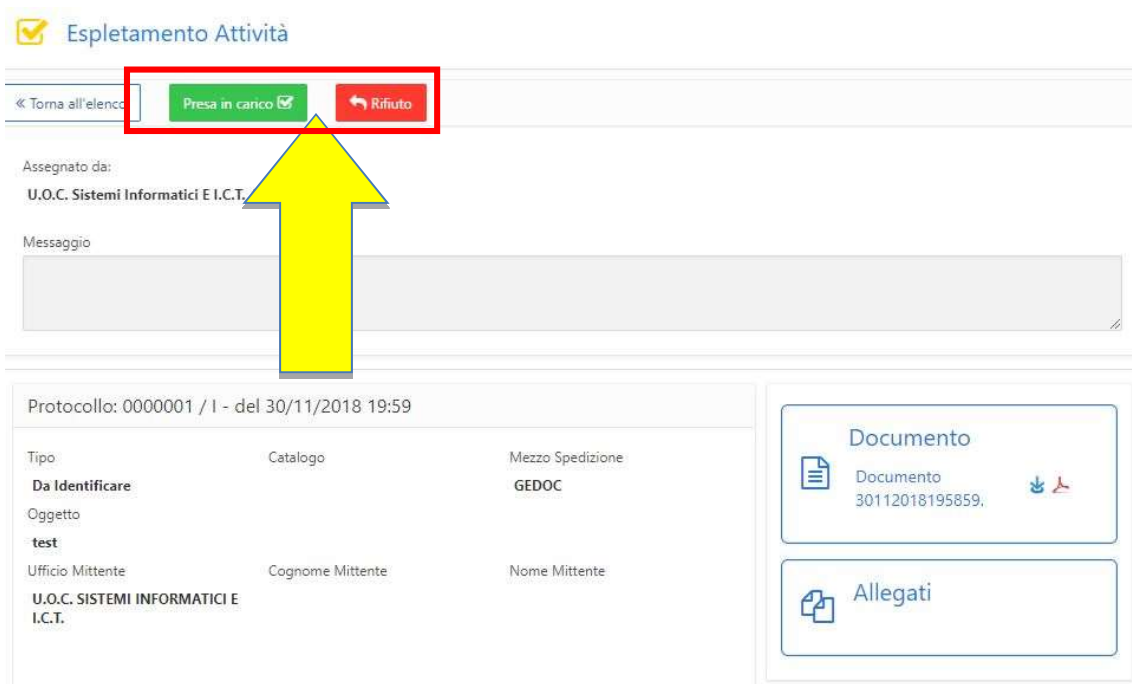 Espletamento Attività
« Torna all'elenco
Presa in carico
Rifiuto
Assegnato da:
U.O.C. Sistemi Informatici E I.C.T.
Messaggio
Protocollo: 0000001 / I - del 30/11/2018 19:59
Tipo
Catalogo
Mezzo Spedizione
Da Identificare
GEDOC
Oggetto
test
Ufficio Mittente
Cognome Mittente
Nome Mittente
U.O.C. SISTEMI INFORMATICI E
I.C.T.
Documento
Documento
30112018195859.
Allegati